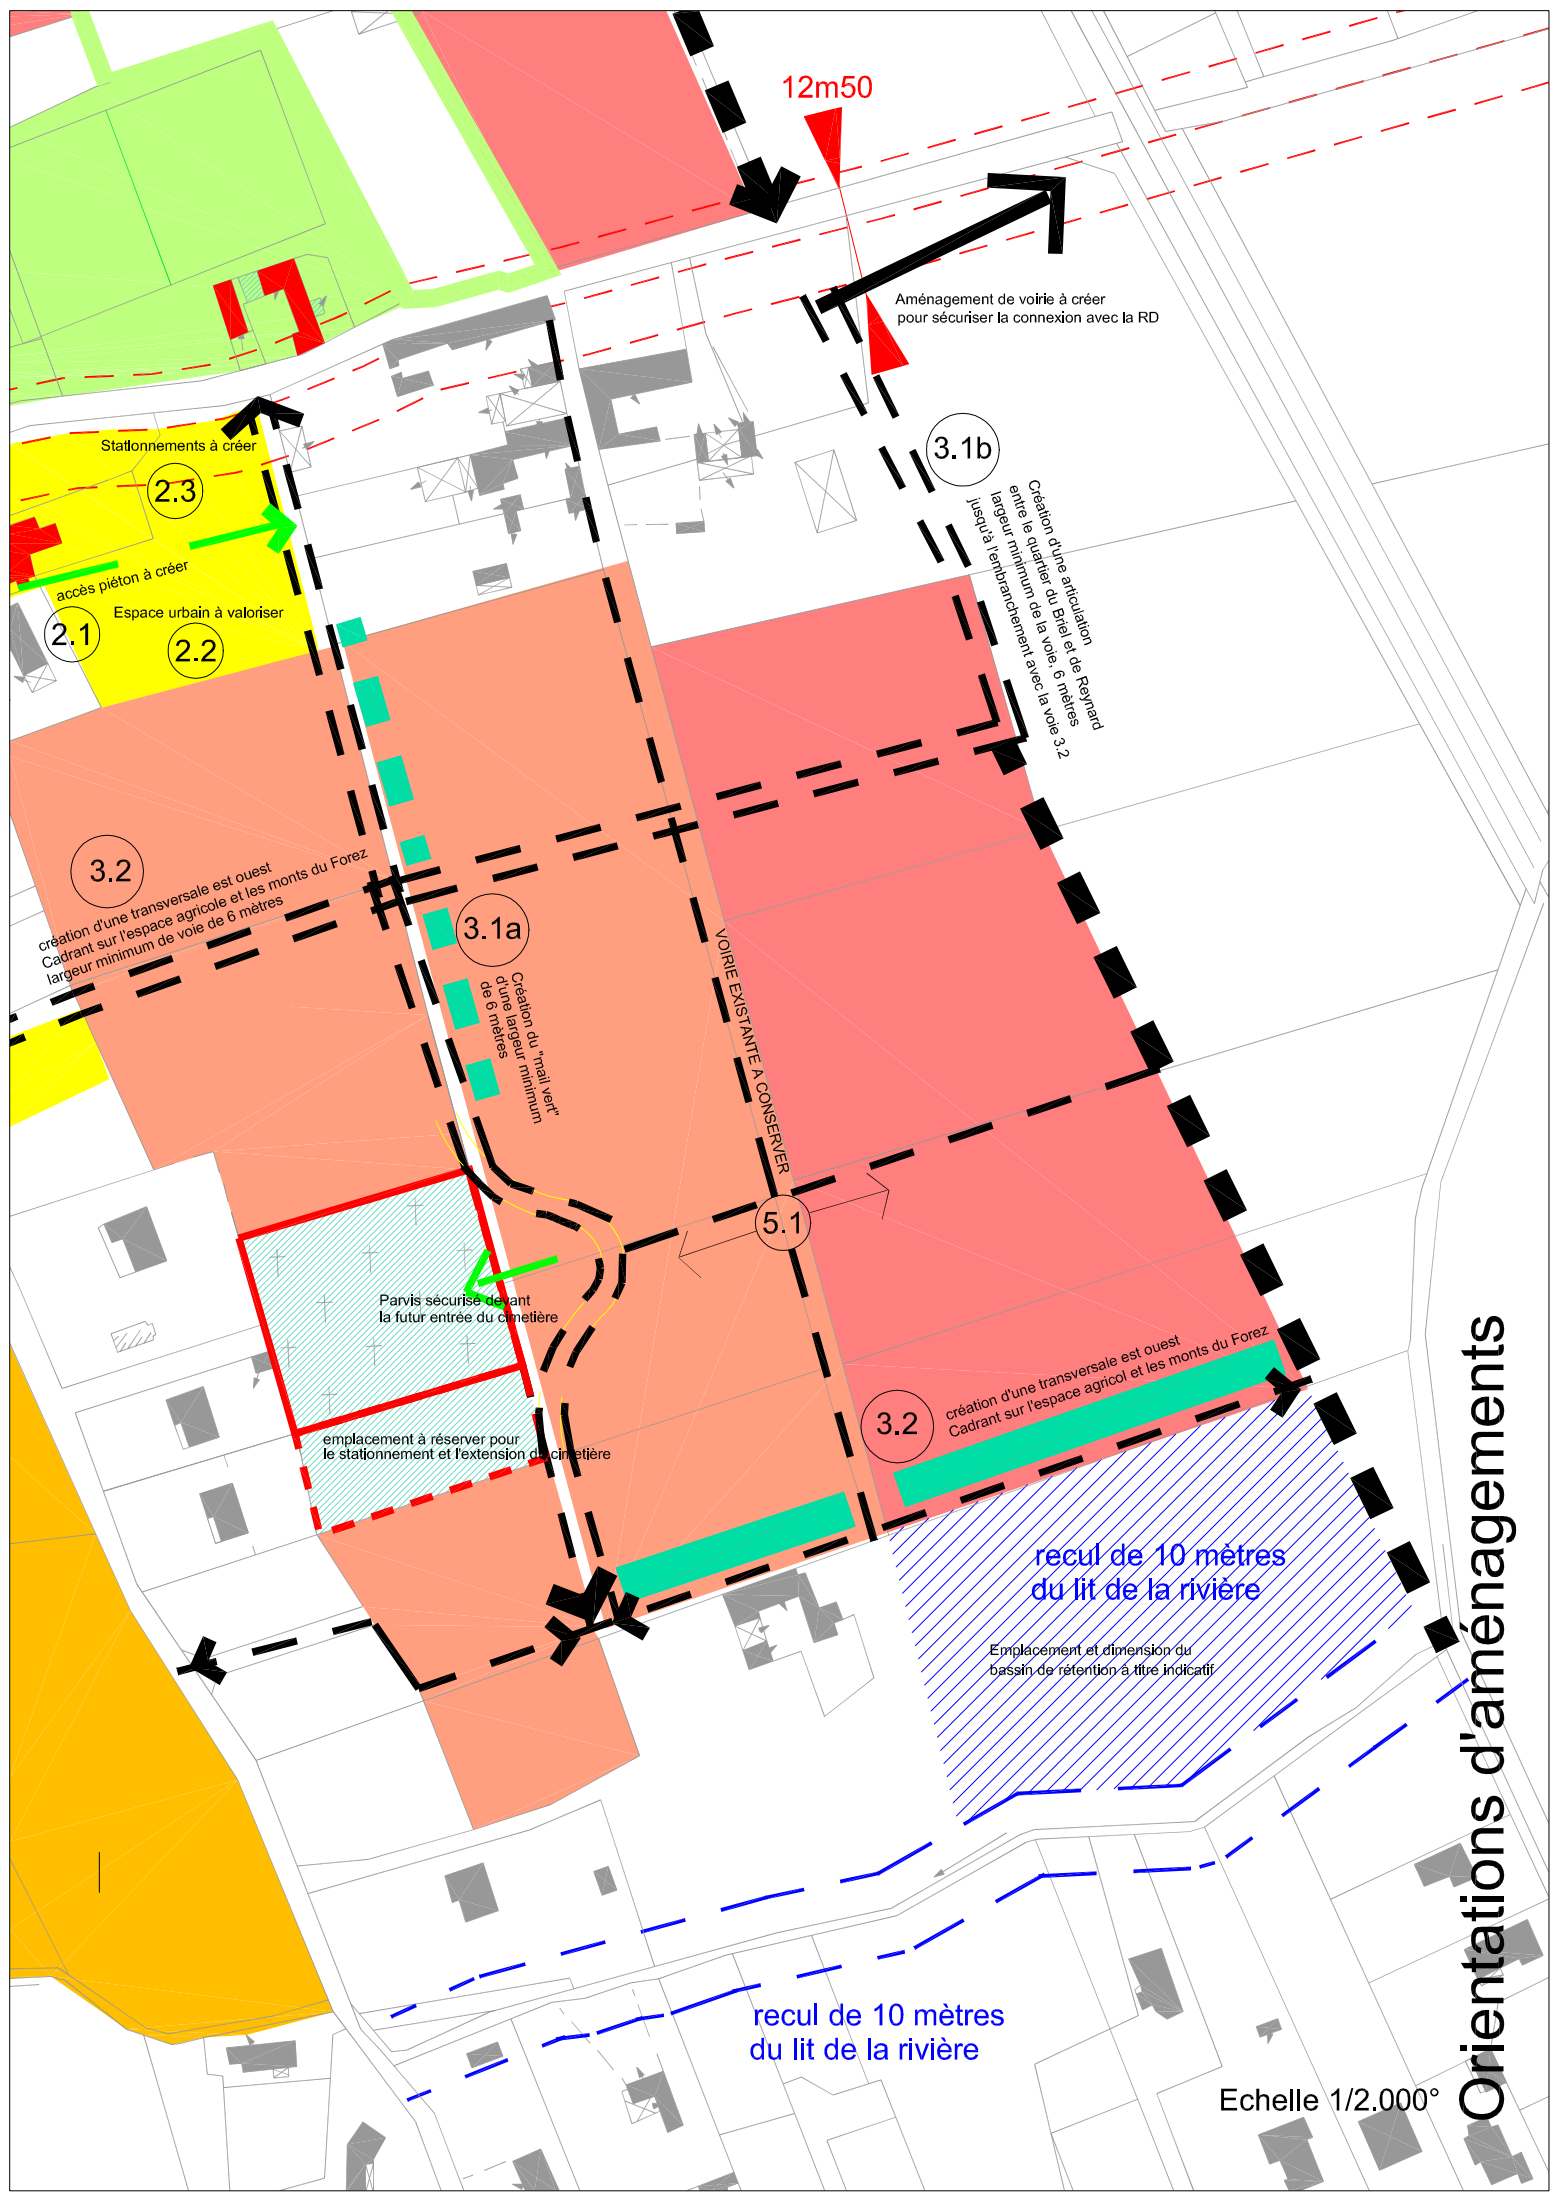 12m50
Aménagement de voirie à créer
pour sécuriser la connexion avec la RD
Stationnements à créer
2.3
accès piéton à créer
Espace urbain à valoriser
2.1
2.2
3.1b
Création d'une articulation
entre le quartier du Briel et de Reynard
largeur minimum de la voie, 6 mètres
jusqu'à l'embranchement avec la voie 3.2
3.2
création d'une transversale est ouest
Cadrant sur l'espace agricole et les monts du Forez
largeur minimum de voie de 6 mètres
3.1a
Création du "mail vert"
d'une largeur minimum
de 6 mètres
VOIRIE EXISTANTE A CONSERVER
5.1
Parvis sécurisé devant
la futur entrée du cimetière
3.2
création d'une transversale est ouest
Cadrant sur l'espace agricol et les monts du Forez
emplacement à réserver pour
le stationnement et l'extension du cimetière
recul de 10 mètres
du lit de la rivière
Emplacement et dimension du
bassin de rétention à titre indicatif
recul de 10 mètres
du lit de la rivière
Echelle 1/2.000°
Orientations d'aménagements